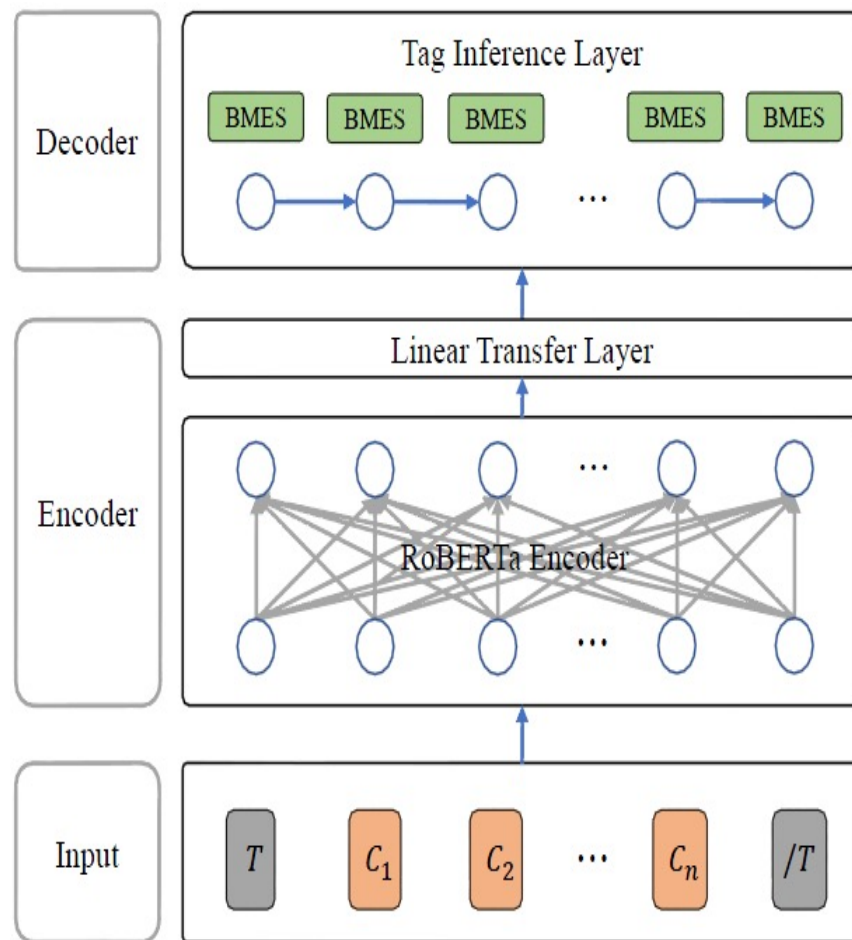 Tag Inference Layer
BMES BMES BMES BMES BMES
Decoder
...
Linear Transfer Layer
...
Encoder
RoBERTa Encoder
...
Input
T C₁ C₂ ... Cₙ /T